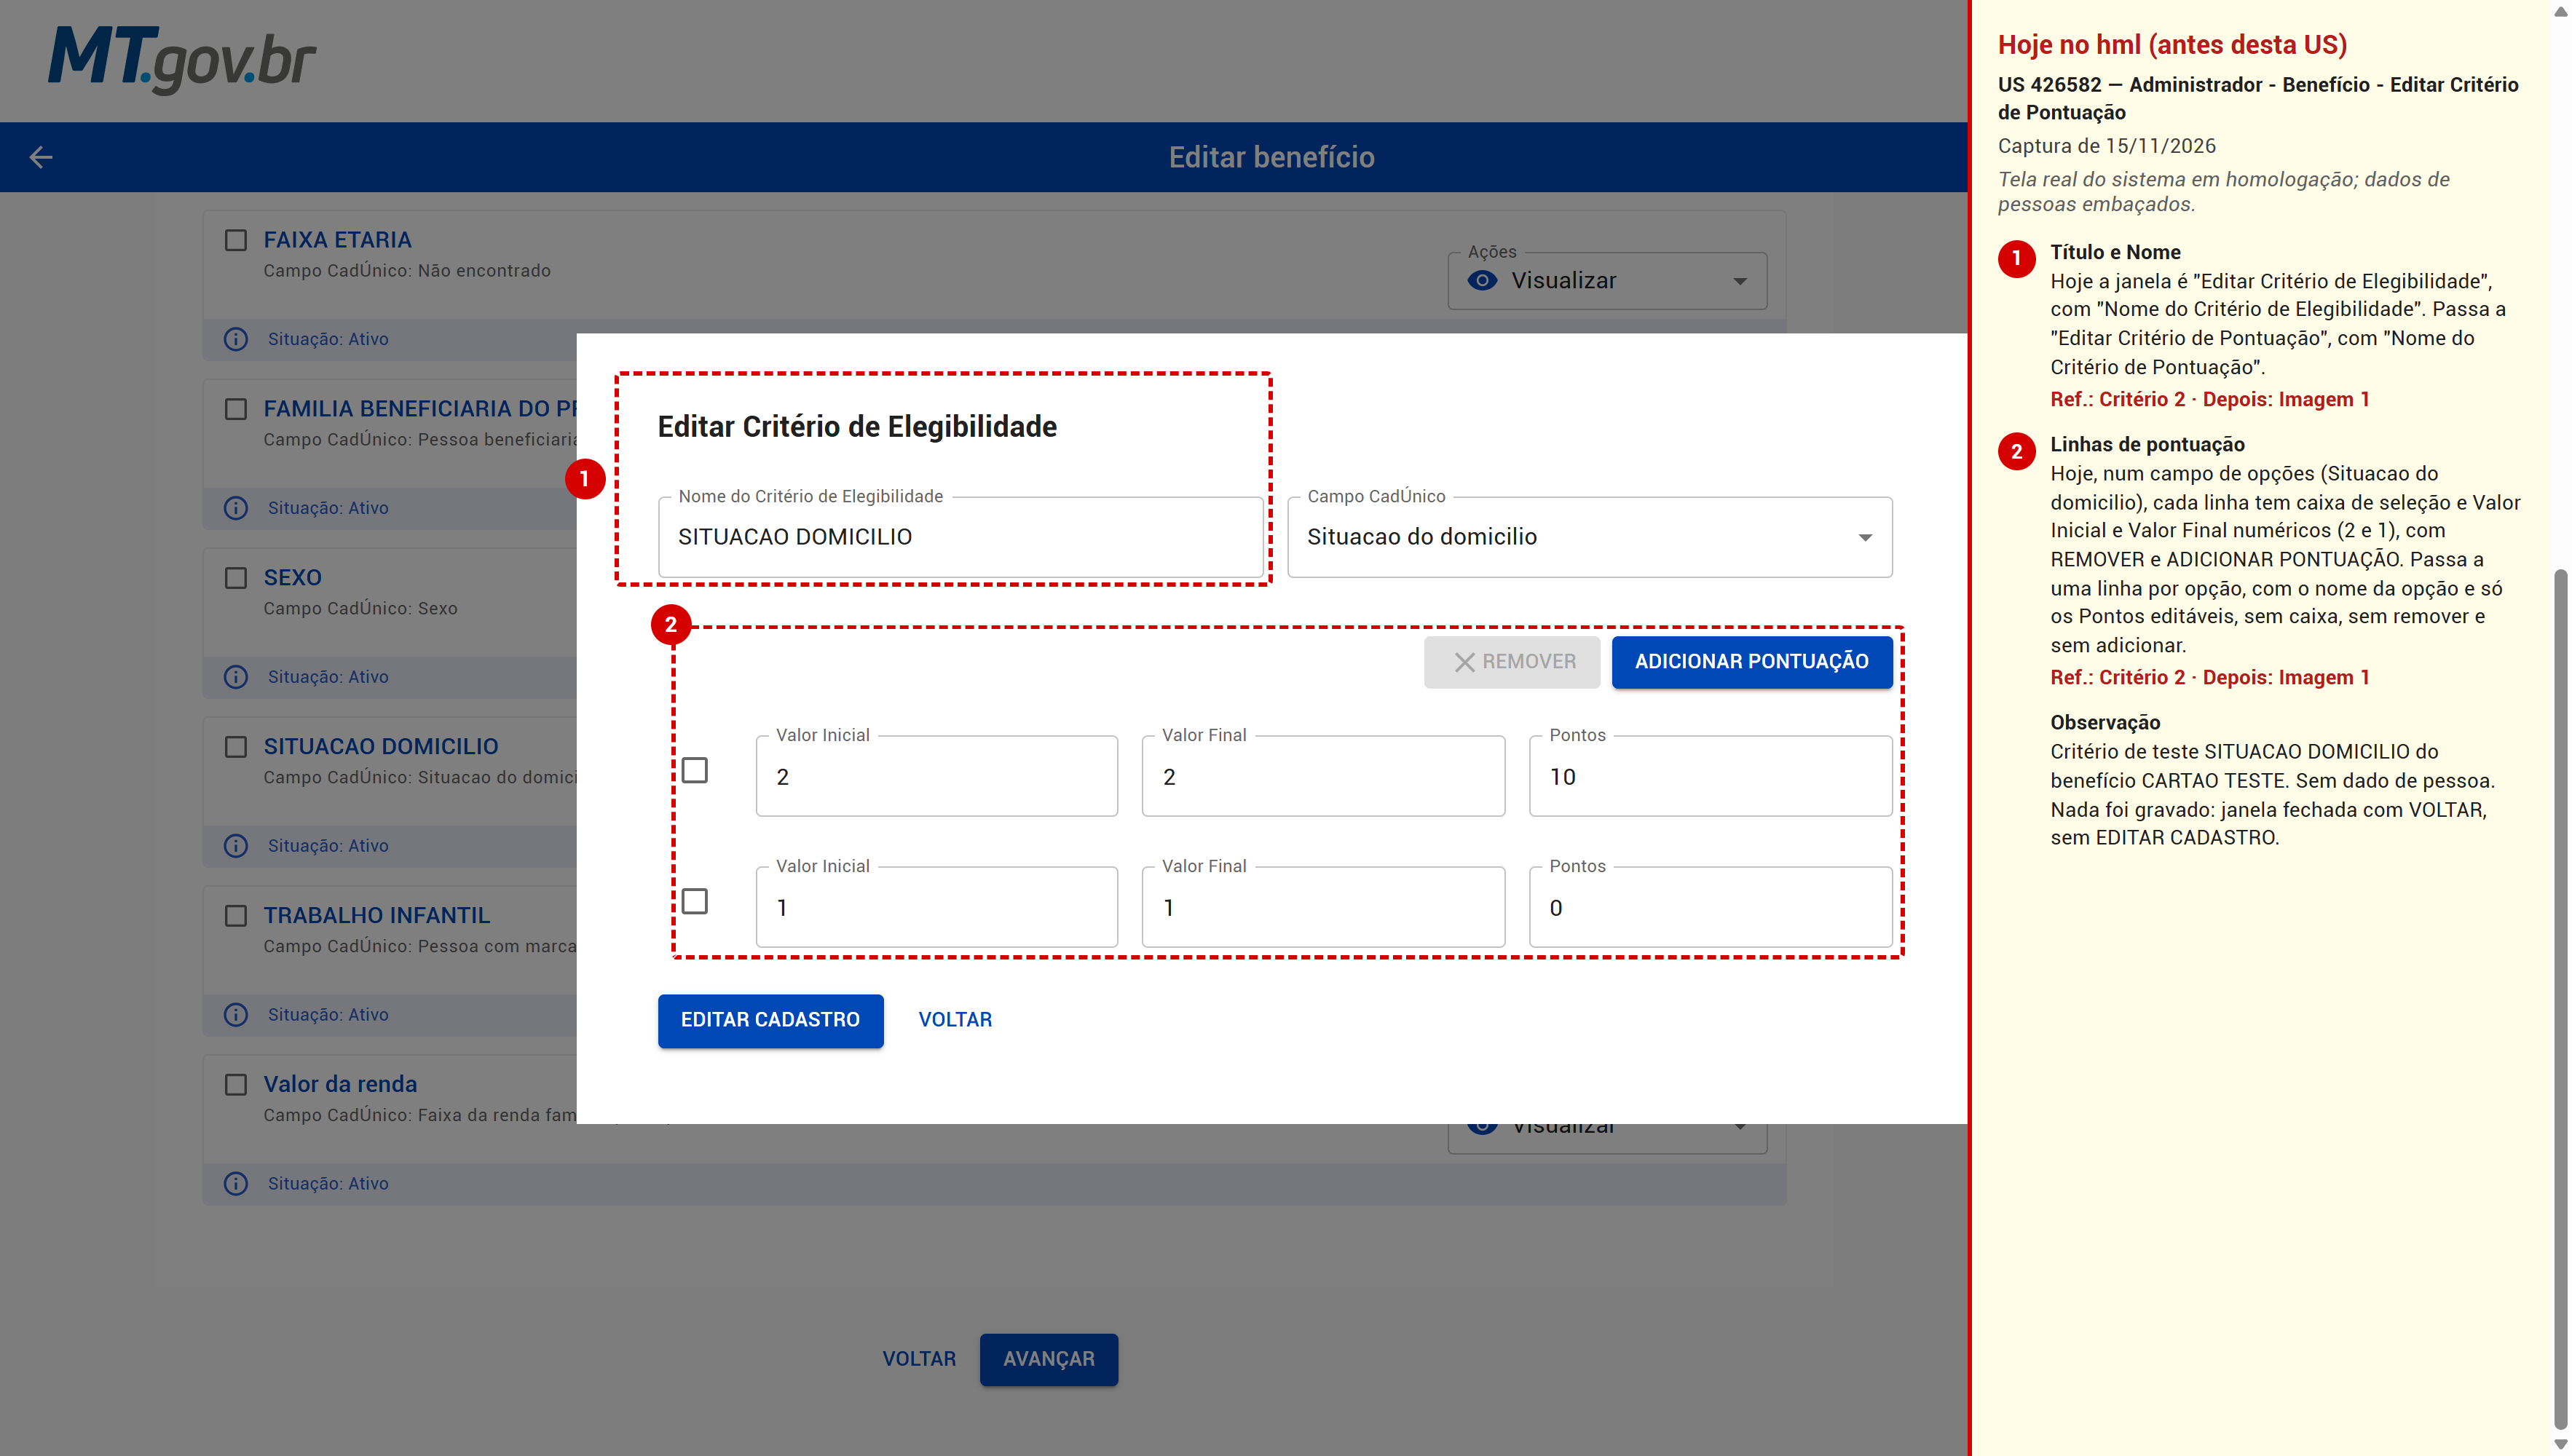 MT.gov.br
Editar benefício
FAIXA ETARIA
Campo CadÚnico: Não encontrado
Ações
Visualizar
Situação: Ativo
FAMILIA BENEFICIARIA DO
Campo CadÚnico: Pessoa
Situação: Ativo
SEXO
Campo CadÚnico: Sexo
Situação: Ativo
SITUACAO DOMICILIO
Campo CadÚnico: Situacao do
Situação: Ativo
TRABALHO INFANTIL
Campo CadÚnico: Pessoa com
Situação: Ativo
Valor da renda
Campo CadÚnico: Faixa da renda
Visualizar
Situação: Ativo
VOLTAR
AVANÇAR
1
Editar Critério de Elegibilidade
Nome do Critério de Elegibilidade
SITUACAO DOMICILIO
Campo CadÚnico
Situacao do domicilio
2
REMOVER
ADICIONAR PONTUAÇÃO
Valor Inicial
2
Valor Final
2
Pontos
10
Valor Inicial
1
Valor Final
1
Pontos
0
EDITAR CADASTRO
VOLTAR
Hoje no hml (antes desta US)
US 426582 — Administrador - Benefício - Editar Critério
de Pontuação
Captura de 15/11/2026
Tela real do sistema em homologação; dados de
pessoas embaçados.
1
Título e Nome
Hoje a janela é "Editar Critério de Elegibilidade",
com "Nome do Critério de Elegibilidade". Passa a
"Editar Critério de Pontuação", com "Nome do
Critério de Pontuação".
Ref.: Critério 2 · Depois: Imagem 1
2
Linhas de pontuação
Hoje, num campo de opções (Situacao do
domicilio), cada linha tem caixa de seleção e Valor
Inicial e Valor Final numéricos (2 e 1), com
REMOVER e ADICIONAR PONTUAÇÃO. Passa a
uma linha por opção, com o nome da opção e só
os Pontos editáveis, sem caixa, sem remover e
sem adicionar.
Ref.: Critério 2 · Depois: Imagem 1
Observação
Critério de teste SITUACAO DOMICILIO do
benefício CARTAO TESTE. Sem dado de pessoa.
Nada foi gravado: janela fechada com VOLTAR,
sem EDITAR CADASTRO.